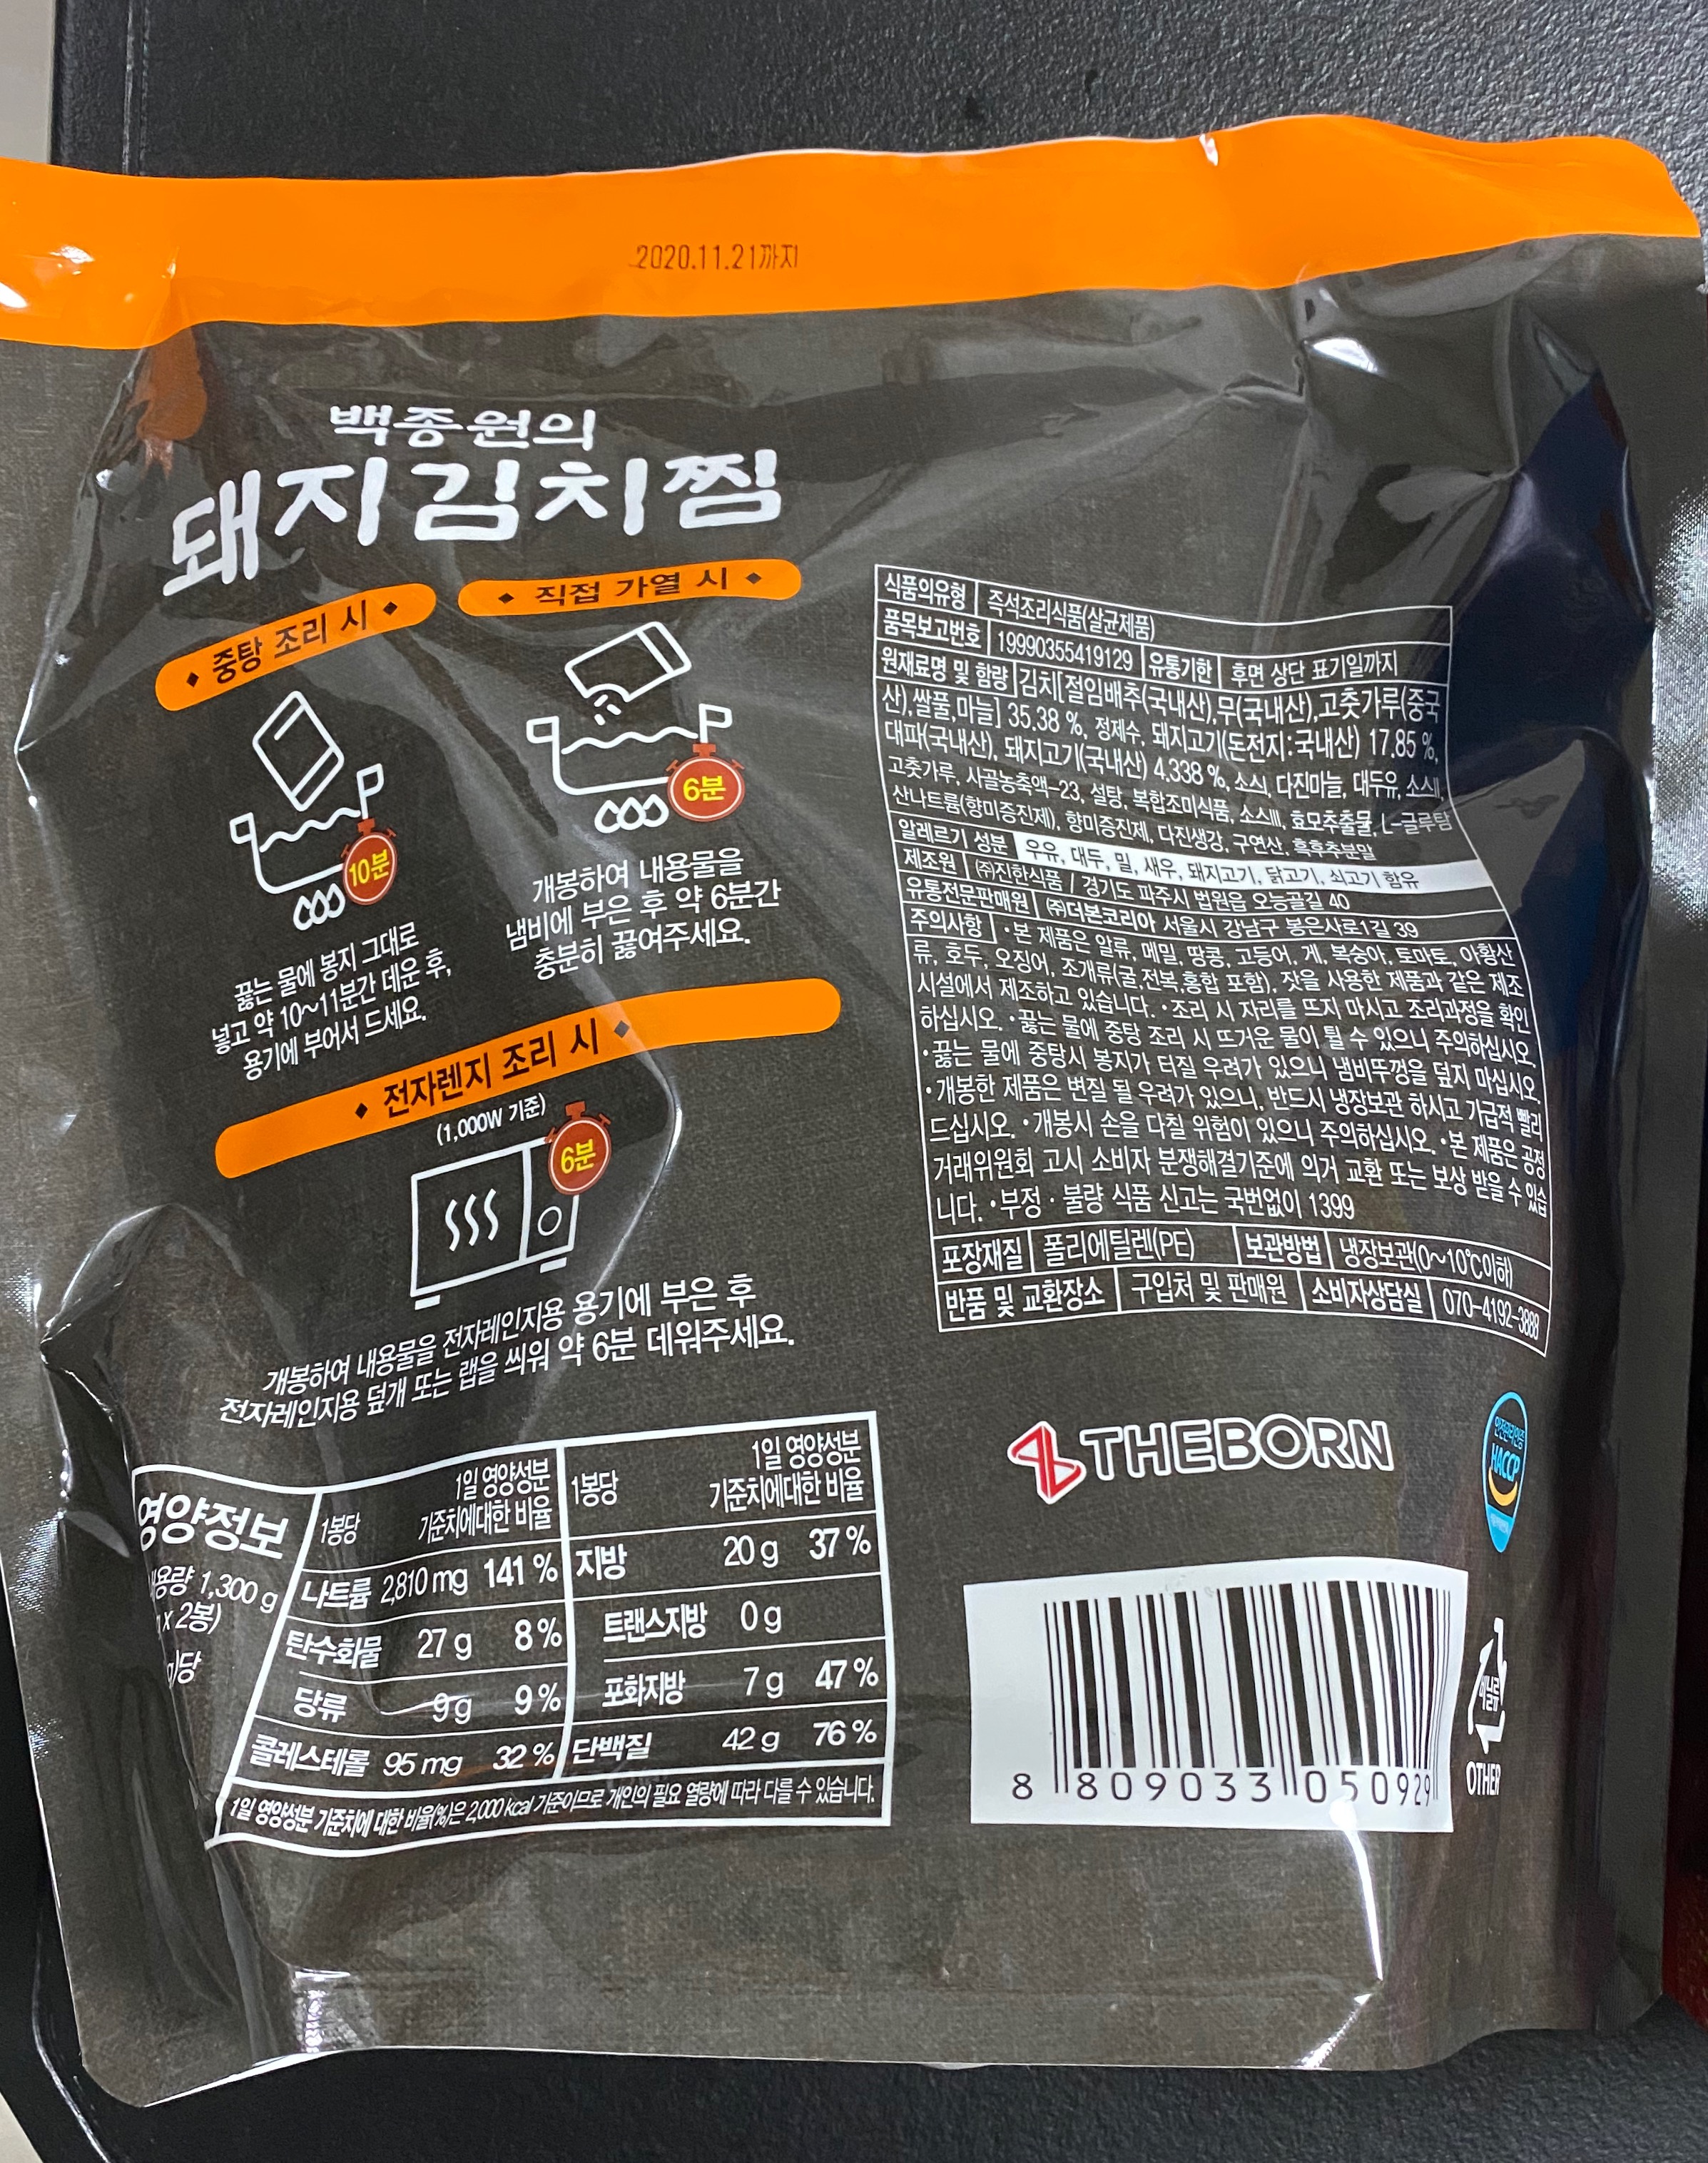 2020.11.21까지
백종원의
돼지김치찜
중탕 조리 시
10분
끓는 물에 봉지 그대로
넣고 약 10~11분간 데운 후,
용기에 부어서 드세요.
직접 가열 시
6분
개봉하여 내용물을
냄비에 부은 후 약 6분간
충분히 끓여주세요.
전자렌지 조리 시
(1,000W 기준)
6분
개봉하여 내용물을 전자레인지용 용기에 부은 후
전자레인지용 덮개 또는 랩을 씌워 약 6분 데워주세요.
식품의유형 즉석조리식품(살균제품)
품목보고번호 19990355419129 유통기한 후면 상단 표기일까지
원재료명 및 함량 김치[절임배추(국내산),무(국내산),고춧가루(중국
산),쌀풀,마늘] 35.38 %, 정제수, 돼지고기(돈전지:국내산) 17.85 %,
대파(국내산), 돼지고기(국내산) 4.338 %, 소스I, 다진마늘, 대두유, 소스II,
고춧가루, 사골농축액-23, 설탕, 복합조미식품, 소스III, 효모추출물, L-글루탐
산나트륨(향미증진제), 향미증진제, 다진생강, 구연산, 흑후추분말
알레르기 성분 우유, 대두, 밀, 새우, 돼지고기, 닭고기, 쇠고기 함유
제조원 ㈜진한식품 / 경기도 파주시 법원읍 오등골길 40
유통전문판매원 ㈜더본코리아 서울시 강남구 봉은사로1길 39
주의사항 •본 제품은 알류, 메밀, 땅콩, 고등어, 게, 복숭아, 토마토, 아황산
류, 호두, 오징어, 조개류(굴,전복,홍합 포함), 잣을 사용한 제품과 같은 제조
시설에서 제조하고 있습니다. •조리 시 자리를 뜨지 마시고 조리과정을 확인
하십시오. •끓는 물에 중탕 조리 시 뜨거운 물이 튈 수 있으니 주의하십시오.
•끓는 물에 중탕시 봉지가 터질 우려가 있으니 냄비뚜껑을 덮지 마십시오.
•개봉한 제품은 변질 될 우려가 있으니, 반드시 냉장보관 하시고 가급적 빨리
드십시오. •개봉시 손을 다칠 위험이 있으니 주의하십시오. •본 제품은 공정
거래위원회 고시 소비자 분쟁해결기준에 의거 교환 또는 보상 받을 수 있습
니다. •부정·불량 식품 신고는 국번없이 1399
포장재질 폴리에틸렌(PE) 보관방법 냉장보관(0~10℃이하)
반품 및 교환장소 구입처 및 판매원 소비자상담실 070-4192-3888
THEBORN
안전관리인증
HACCP
영양정보
용량 1,300 g
x 2봉)
당
1봉당 1일 영양성분
기준치에대한 비율
나트륨 2,810 mg 141 %
탄수화물 27 g 8 %
당류 9 g 9 %
콜레스테롤 95 mg 32 %
1봉당 1일 영양성분
기준치에대한 비율
지방 20 g 37 %
트랜스지방 0 g
포화지방 7 g 47 %
단백질 42 g 76 %
1일 영양성분 기준치에 대한 비율(%)은 2,000 kcal 기준이므로 개인의 필요 열량에 따라 다를 수 있습니다.
8 809033 050929
비닐류
OTHER